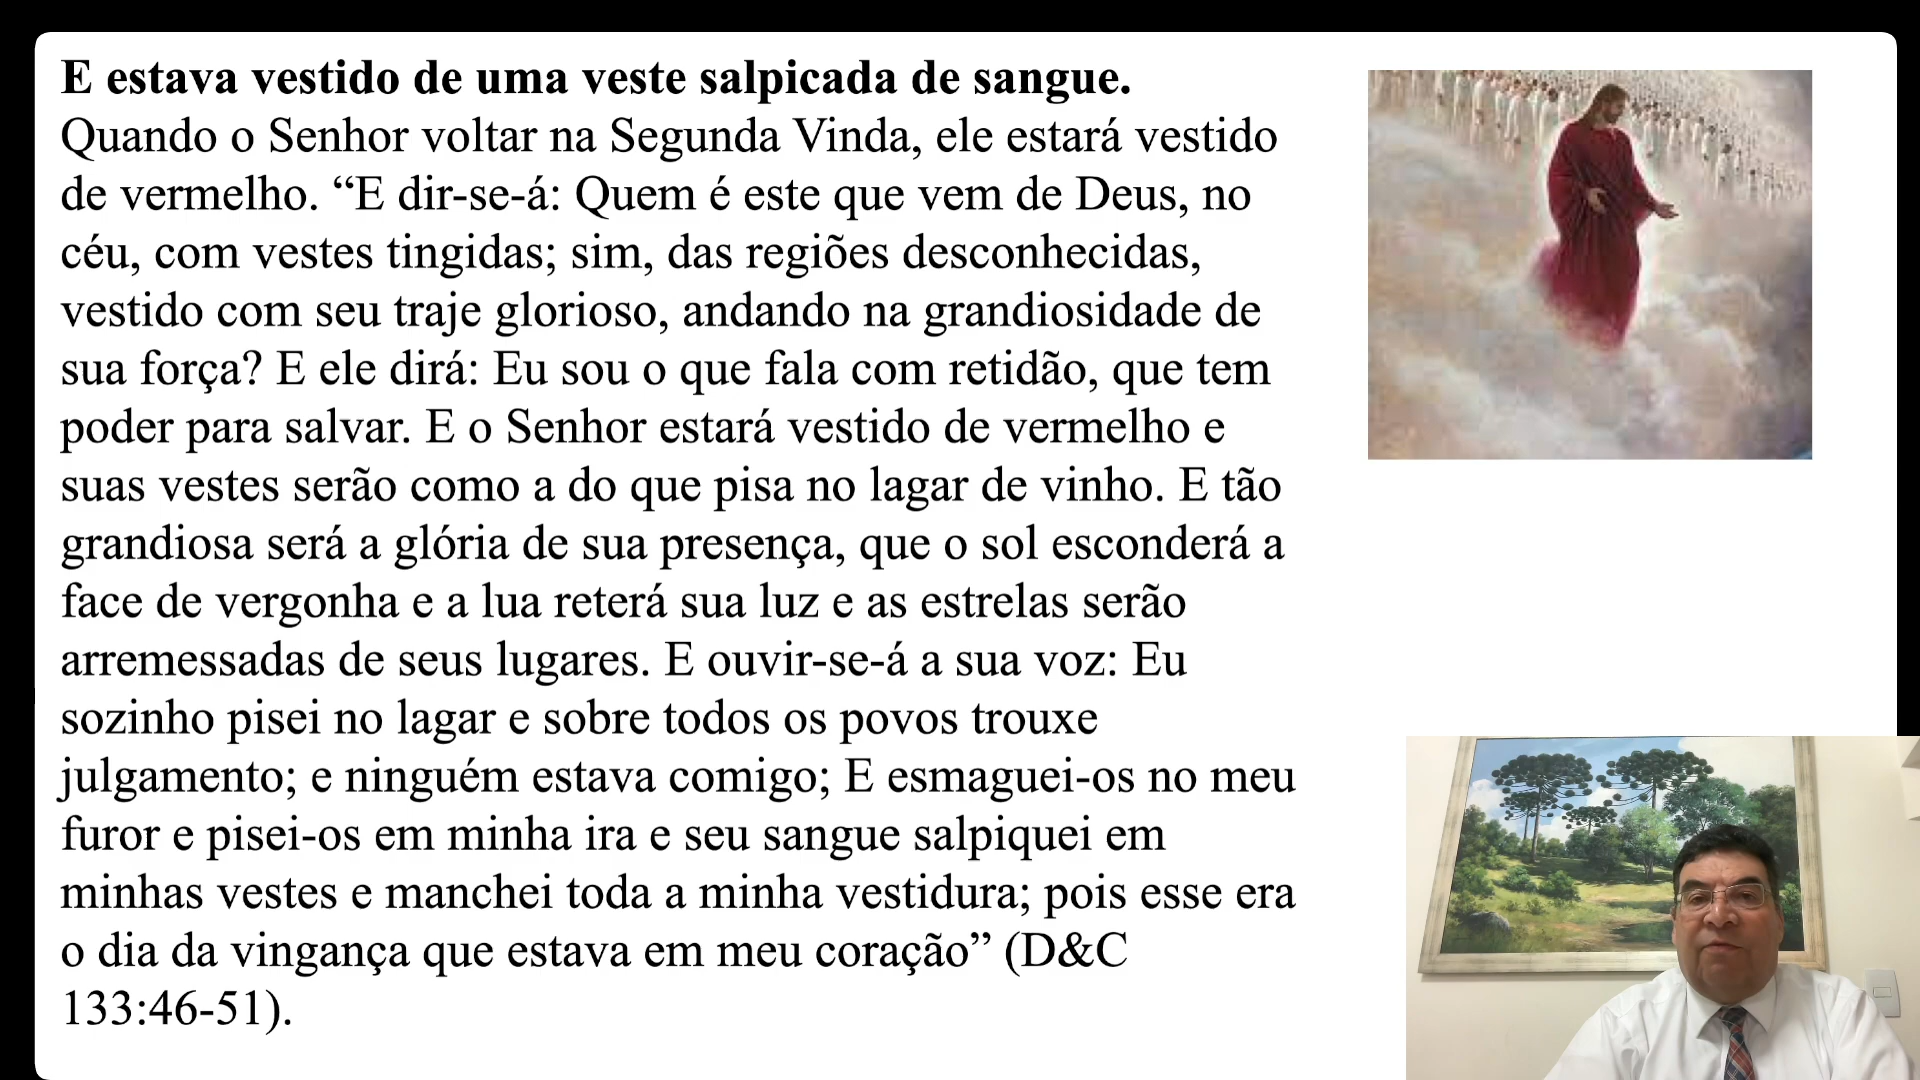 E estava vestido de uma veste salpicada de sangue.
Quando o Senhor voltar na Segunda Vinda, ele estará vestido
de vermelho. “E dir-se-á: Quem é este que vem de Deus, no
céu, com vestes tingidas; sim, das regiões desconhecidas,
vestido com seu traje glorioso, andando na grandiosidade de
sua força? E ele dirá: Eu sou o que fala com retidão, que tem
poder para salvar. E o Senhor estará vestido de vermelho e
suas vestes serão como a do que pisa no lagar de vinho. E tão
grandiosa será a glória de sua presença, que o sol esconderá a
face de vergonha e a lua reterá sua luz e as estrelas serão
arremessadas de seus lugares. E ouvir-se-á a sua voz: Eu
sozinho pisei no lagar e sobre todos os povos trouxe
julgamento; e ninguém estava comigo; E esmaguei-os no meu
furor e pisei-os em minha ira e seu sangue salpiquei em
minhas vestes e manchei toda a minha vestidura; pois esse era
o dia da vingança que estava em meu coração” (D&C
133:46-51).